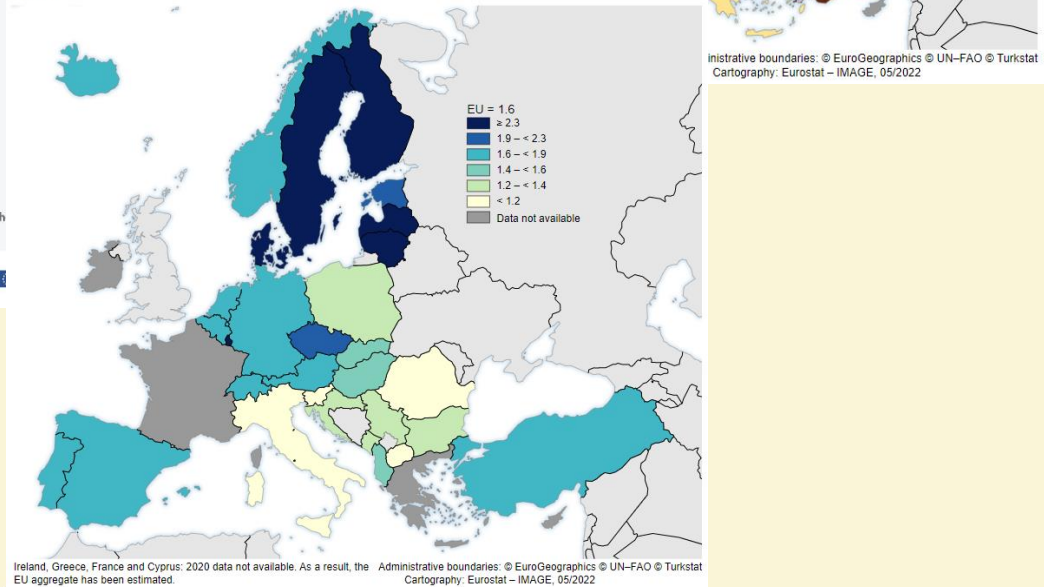 inistrative boundaries: © EuroGeographics © UN–FAO © Turkstat
Cartography: Eurostat – IMAGE, 05/2022
EU = 1.6
≥ 2.3
1.9 – < 2.3
1.6 – < 1.9
1.4 – < 1.6
1.2 – < 1.4
< 1.2
Data not available
h
Ireland, Greece, France and Cyprus: 2020 data not available. As a result, the
EU aggregate has been estimated.
Administrative boundaries: © EuroGeographics © UN–FAO © Turkstat
Cartography: Eurostat – IMAGE, 05/2022